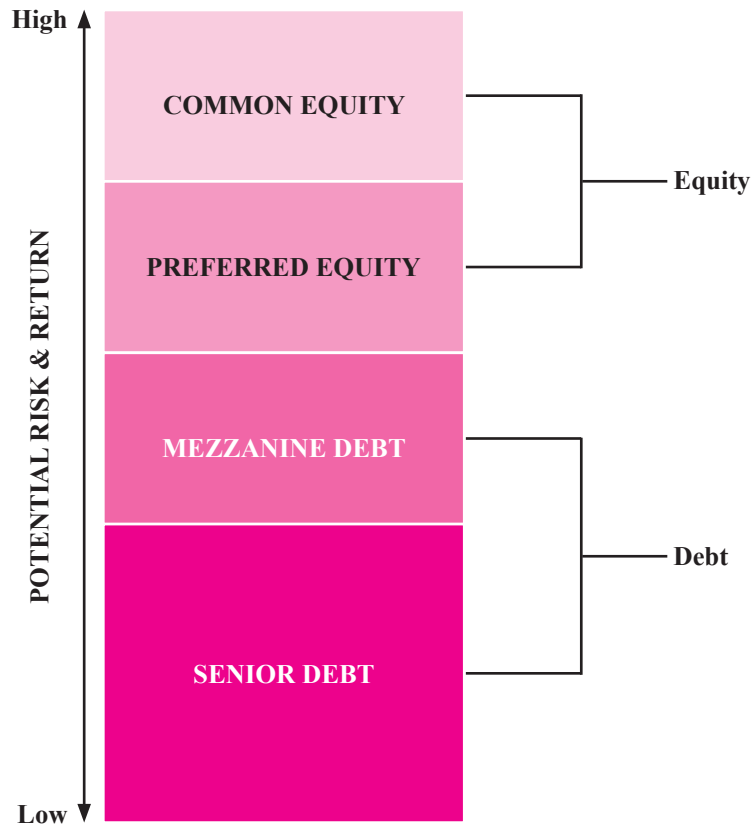 High
COMMON EQUITY
Equity
PREFERRED EQUITY
POTENTIAL RISK & RETURN
MEZZANINE DEBT
Debt
SENIOR DEBT
Low